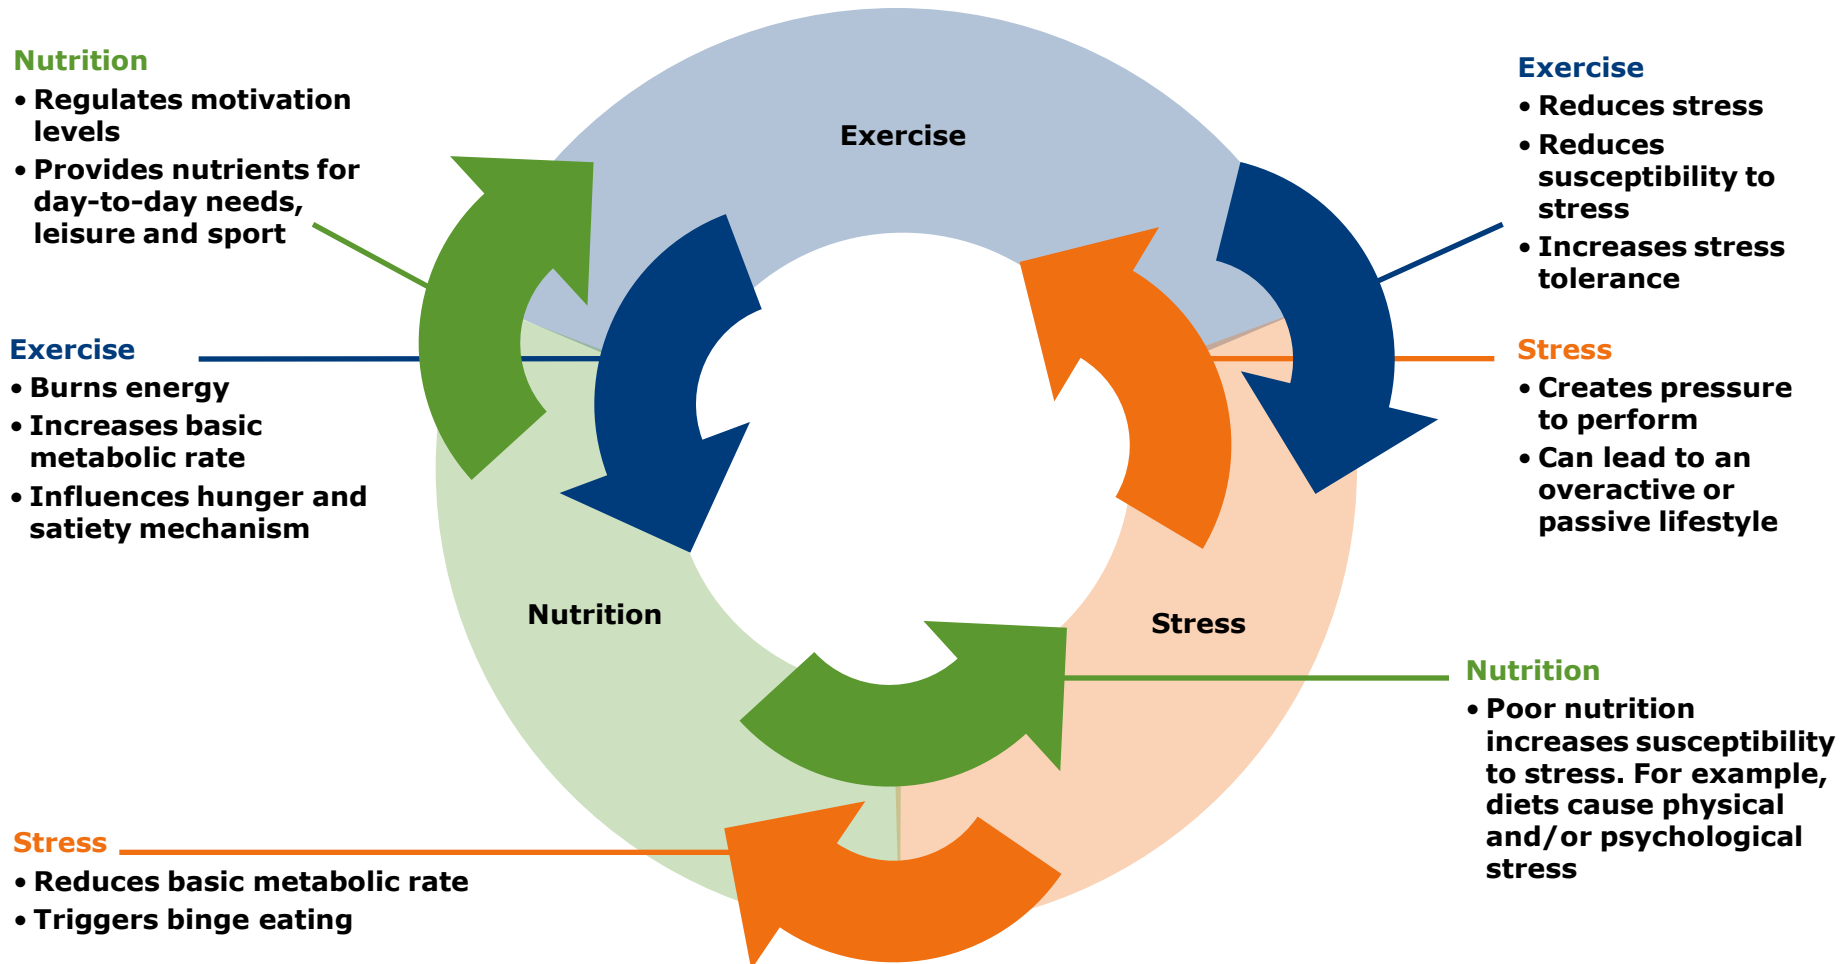 Nutrition
• Regulates motivation
levels
• Provides nutrients for
day-to-day needs,
leisure and sport
Exercise
• Burns energy
• Increases basic
metabolic rate
• Influences hunger and
satiety mechanism
Stress
• Reduces basic metabolic rate
• Triggers binge eating
Exercise
Nutrition
Stress
Exercise
• Reduces stress
• Reduces
susceptibility to
stress
• Increases stress
tolerance
Stress
• Creates pressure
to perform
• Can lead to an
overactive or
passive lifestyle
Nutrition
• Poor nutrition
increases susceptibility
to stress. For example,
diets cause physical
and/or psychological
stress